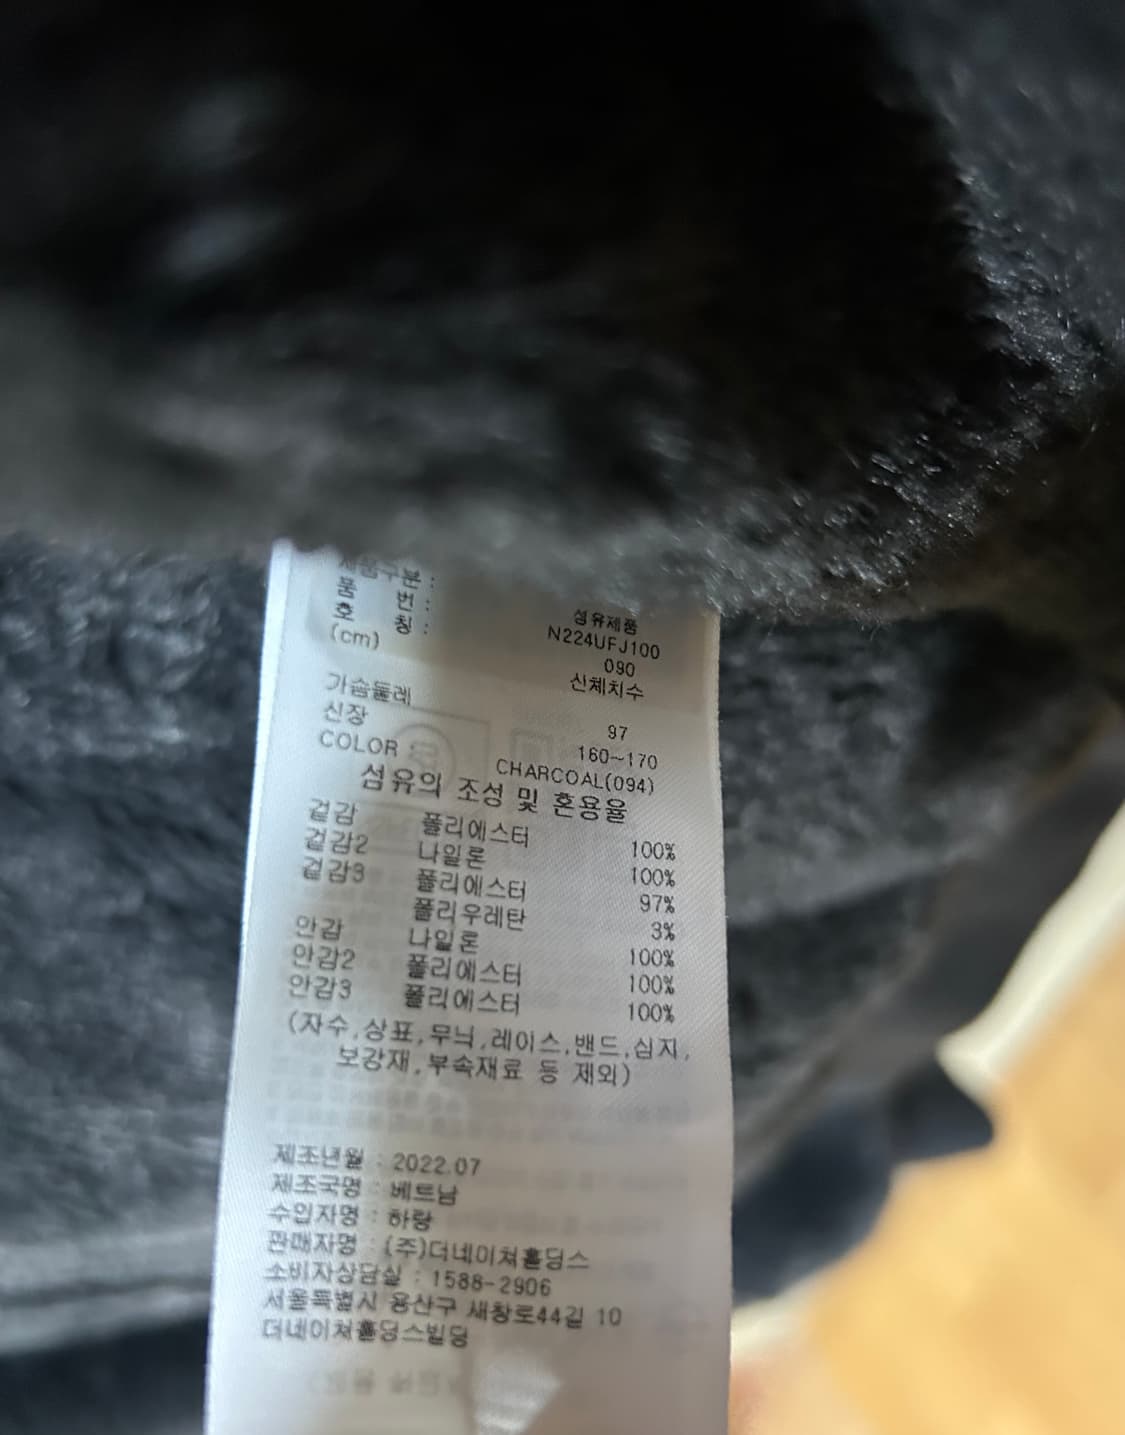 제품구분 :
섬유제품
품 번 :
N224UFJ100
호 칭 :
090
(cm)
신체치수
가슴둘레 97
신장 160~170
COLOR : CHARCOAL(094)
섬유의 조성 및 혼용율
겉감 폴리에스터 100%
겉감2 나일론 100%
겉감3 폴리에스터 97%
폴리우레탄 3%
안감 나일론 100%
안감2 폴리에스터 100%
안감3 폴리에스터 100%
(자수,상표,무늬,레이스,밴드,심지,
보강재,부속재료 등 제외)
제조년월 : 2022.07
제조국명 : 베트남
수입자명 : 하랑
판매자명 : (주)더네이쳐홀딩스
소비자상담실 : 1588-2906
서울특별시 용산구 새창로44길 10
더네이쳐홀딩스빌딩